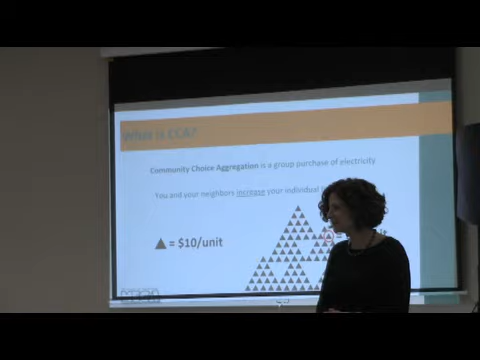 What is CCA?
Community Choice Aggregation is a group purchase of electricity
You and your neighbors increase your individual
= $10/unit